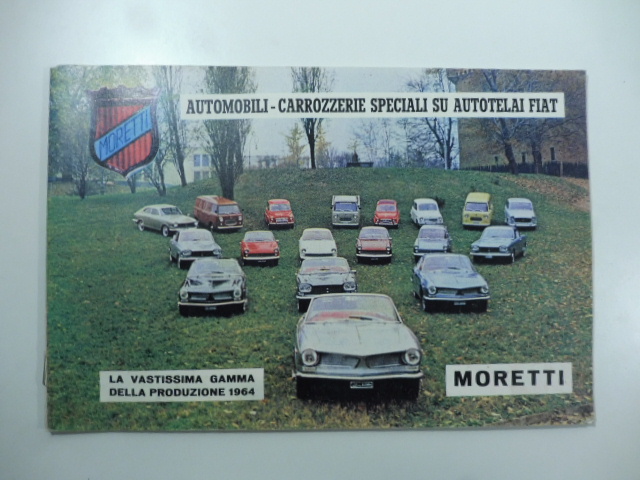 MORETTI
AUTOMOBILI - CARROZZERIE SPECIALI SU AUTOTELAI FIAT
LA VASTISSIMA GAMMA
DELLA PRODUZIONE 1964
MORETTI